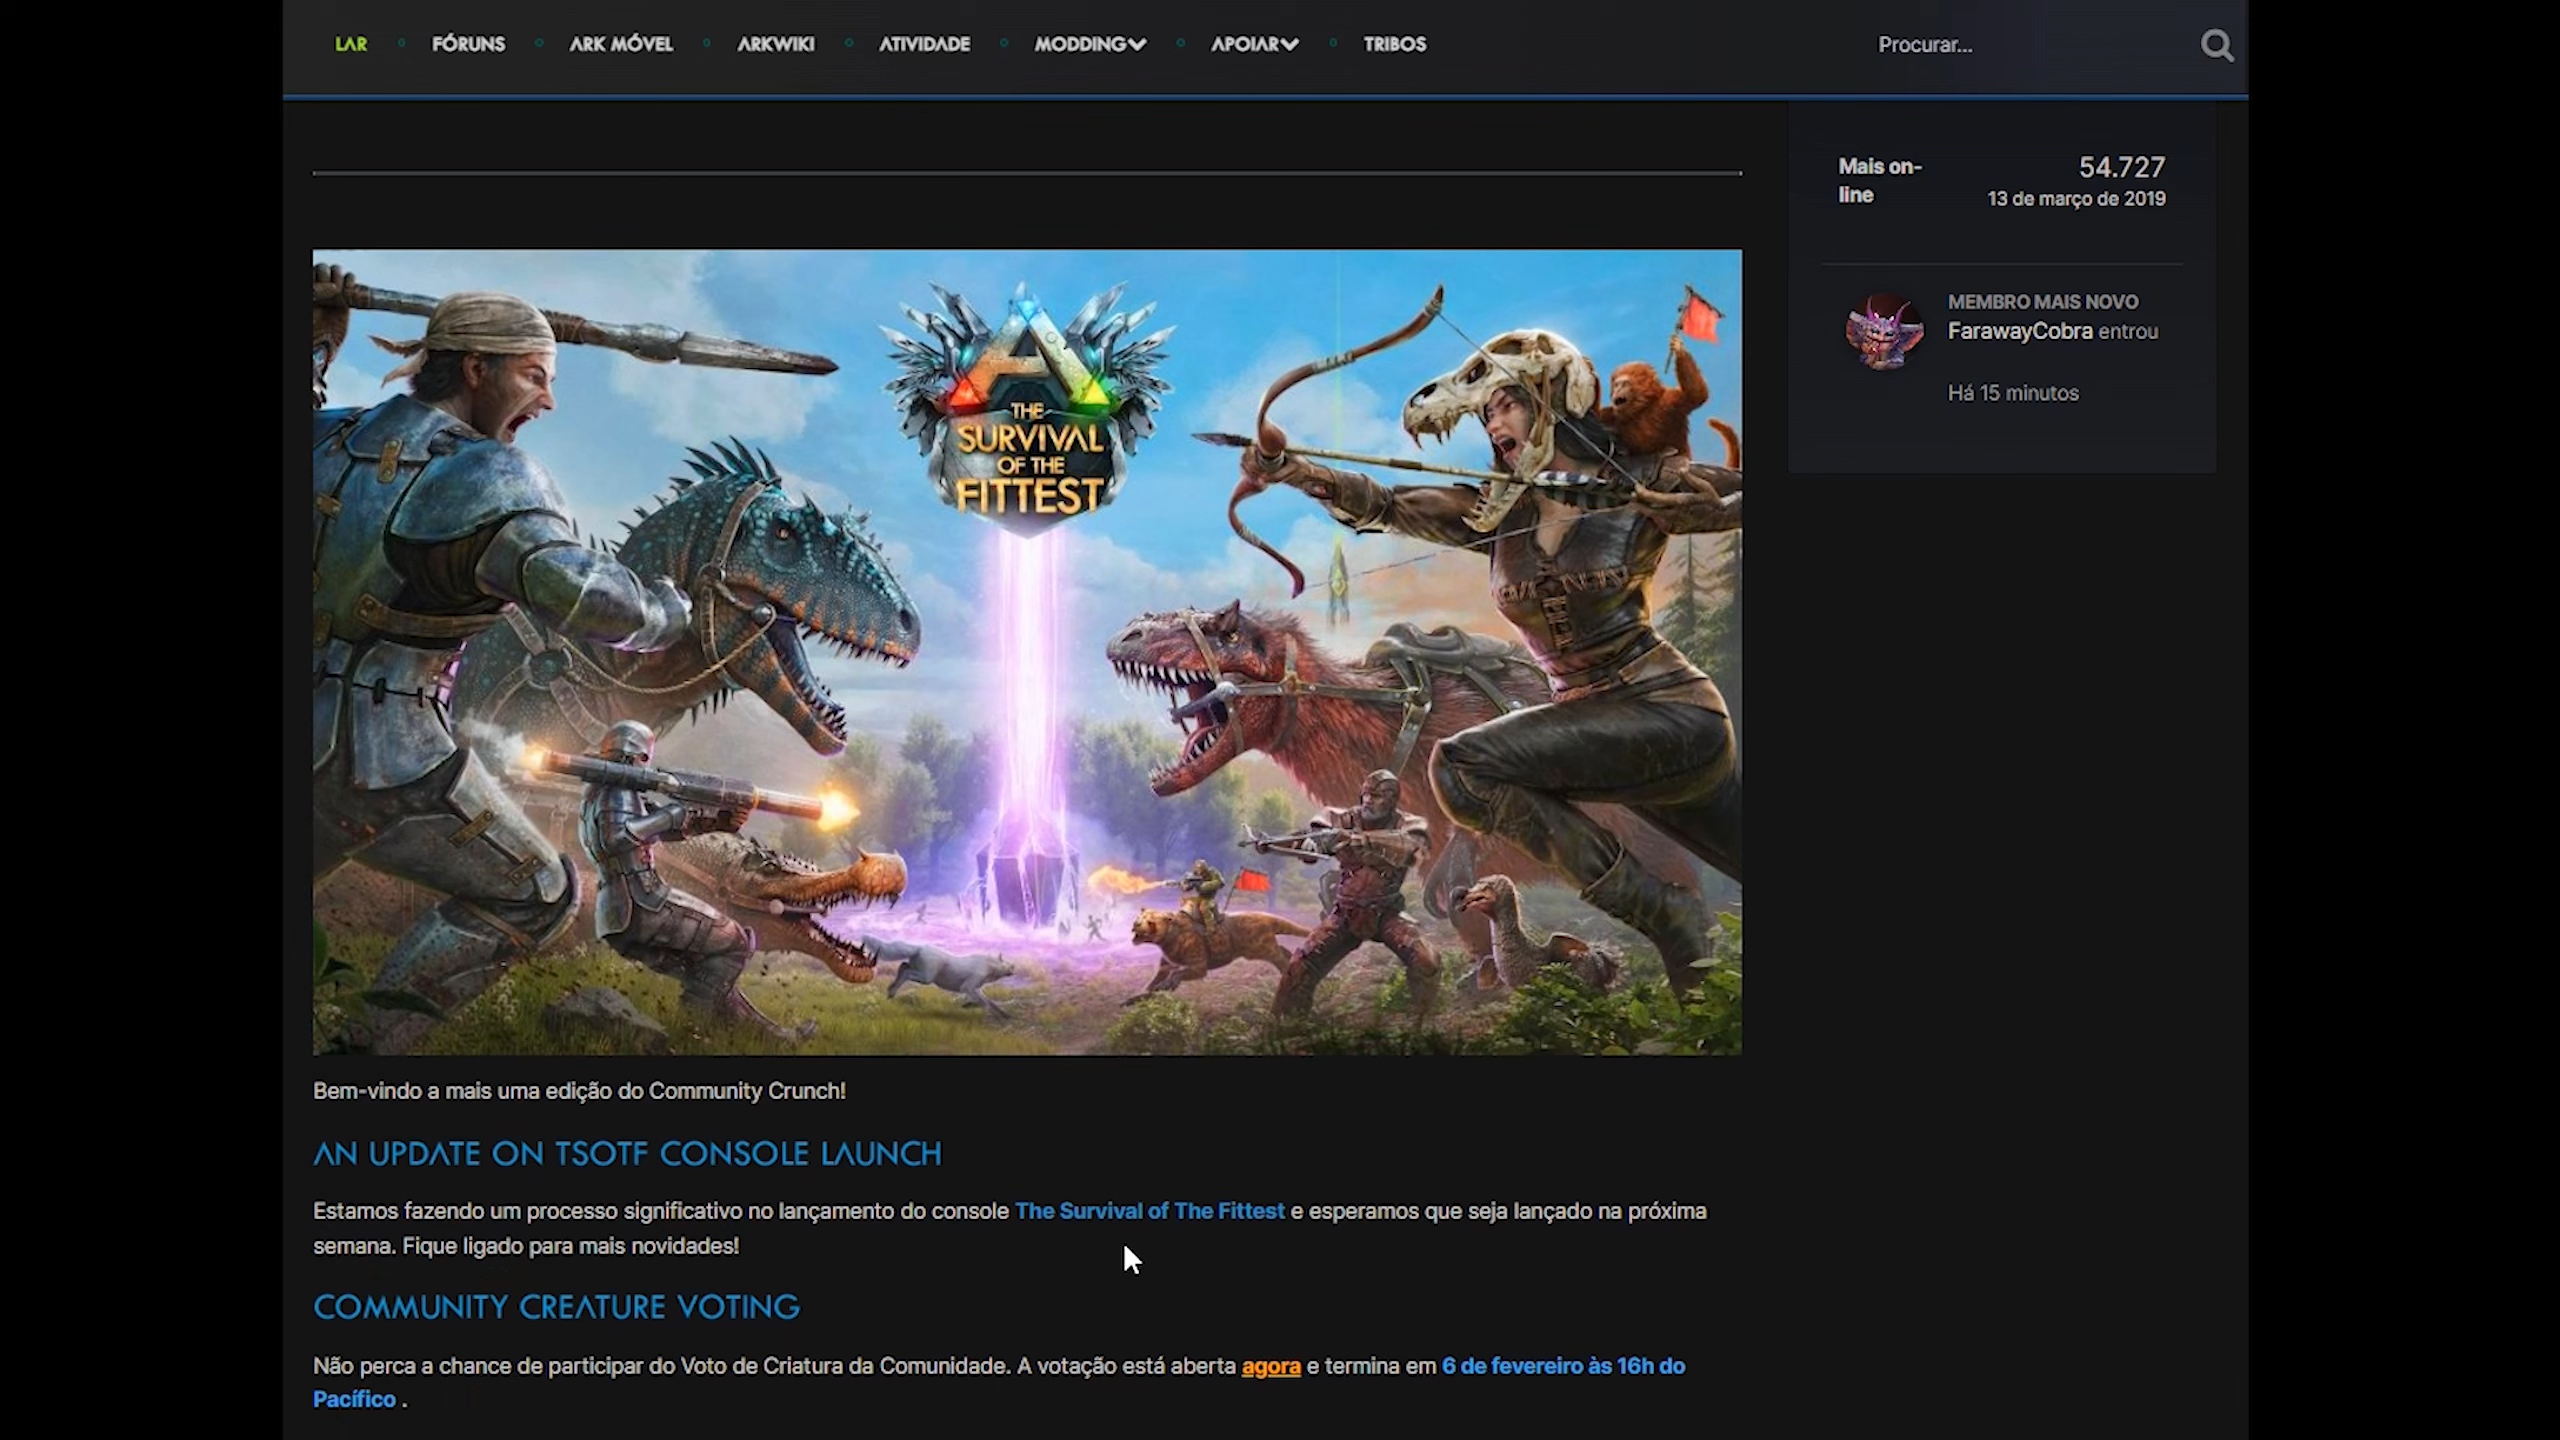 LAR FÓRUNS ARK MÓVEL ARKWIKI ATIVIDADE MODDING APOIAR TRIBOS Procurar...
Mais on-
line
54.727
13 de março de 2019
MEMBRO MAIS NOVO
FarawayCobra entrou
Há 15 minutos
THE
SURVIVAL
OF THE
FITTEST
Bem-vindo a mais uma edição do Community Crunch!
AN UPDATE ON TSOTF CONSOLE LAUNCH
Estamos fazendo um processo significativo no lançamento do console The Survival of The Fittest e esperamos que seja lançado na próxima
semana. Fique ligado para mais novidades!
COMMUNITY CREATURE VOTING
Não perca a chance de participar do Voto de Criatura da Comunidade. A votação está aberta agora e termina em 6 de fevereiro às 16h do
Pacífico .